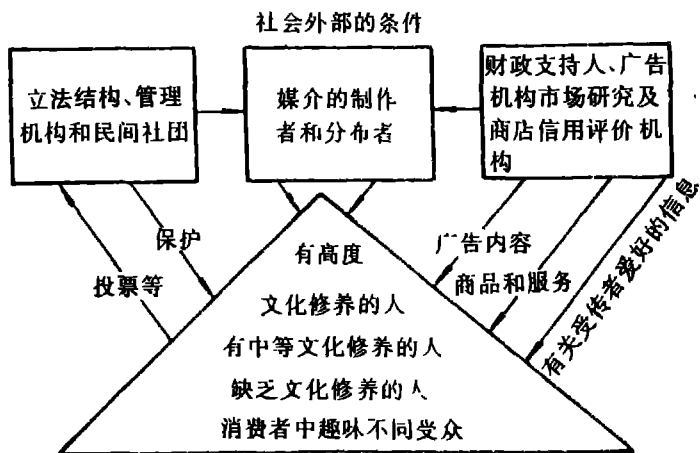 社会外部的条件
立法结构、管理
机构和民间社团
媒介的制作
者和分布者
财政支持人、广告
机构市场研究及
商店信用评价机
构
保护
投票等
广告内容
商品和服务
有关受传者爱好的信息
有高度
文化修养的人
有中等文化修养的人
缺乏文化修养的人
消费者中趣味不同受众